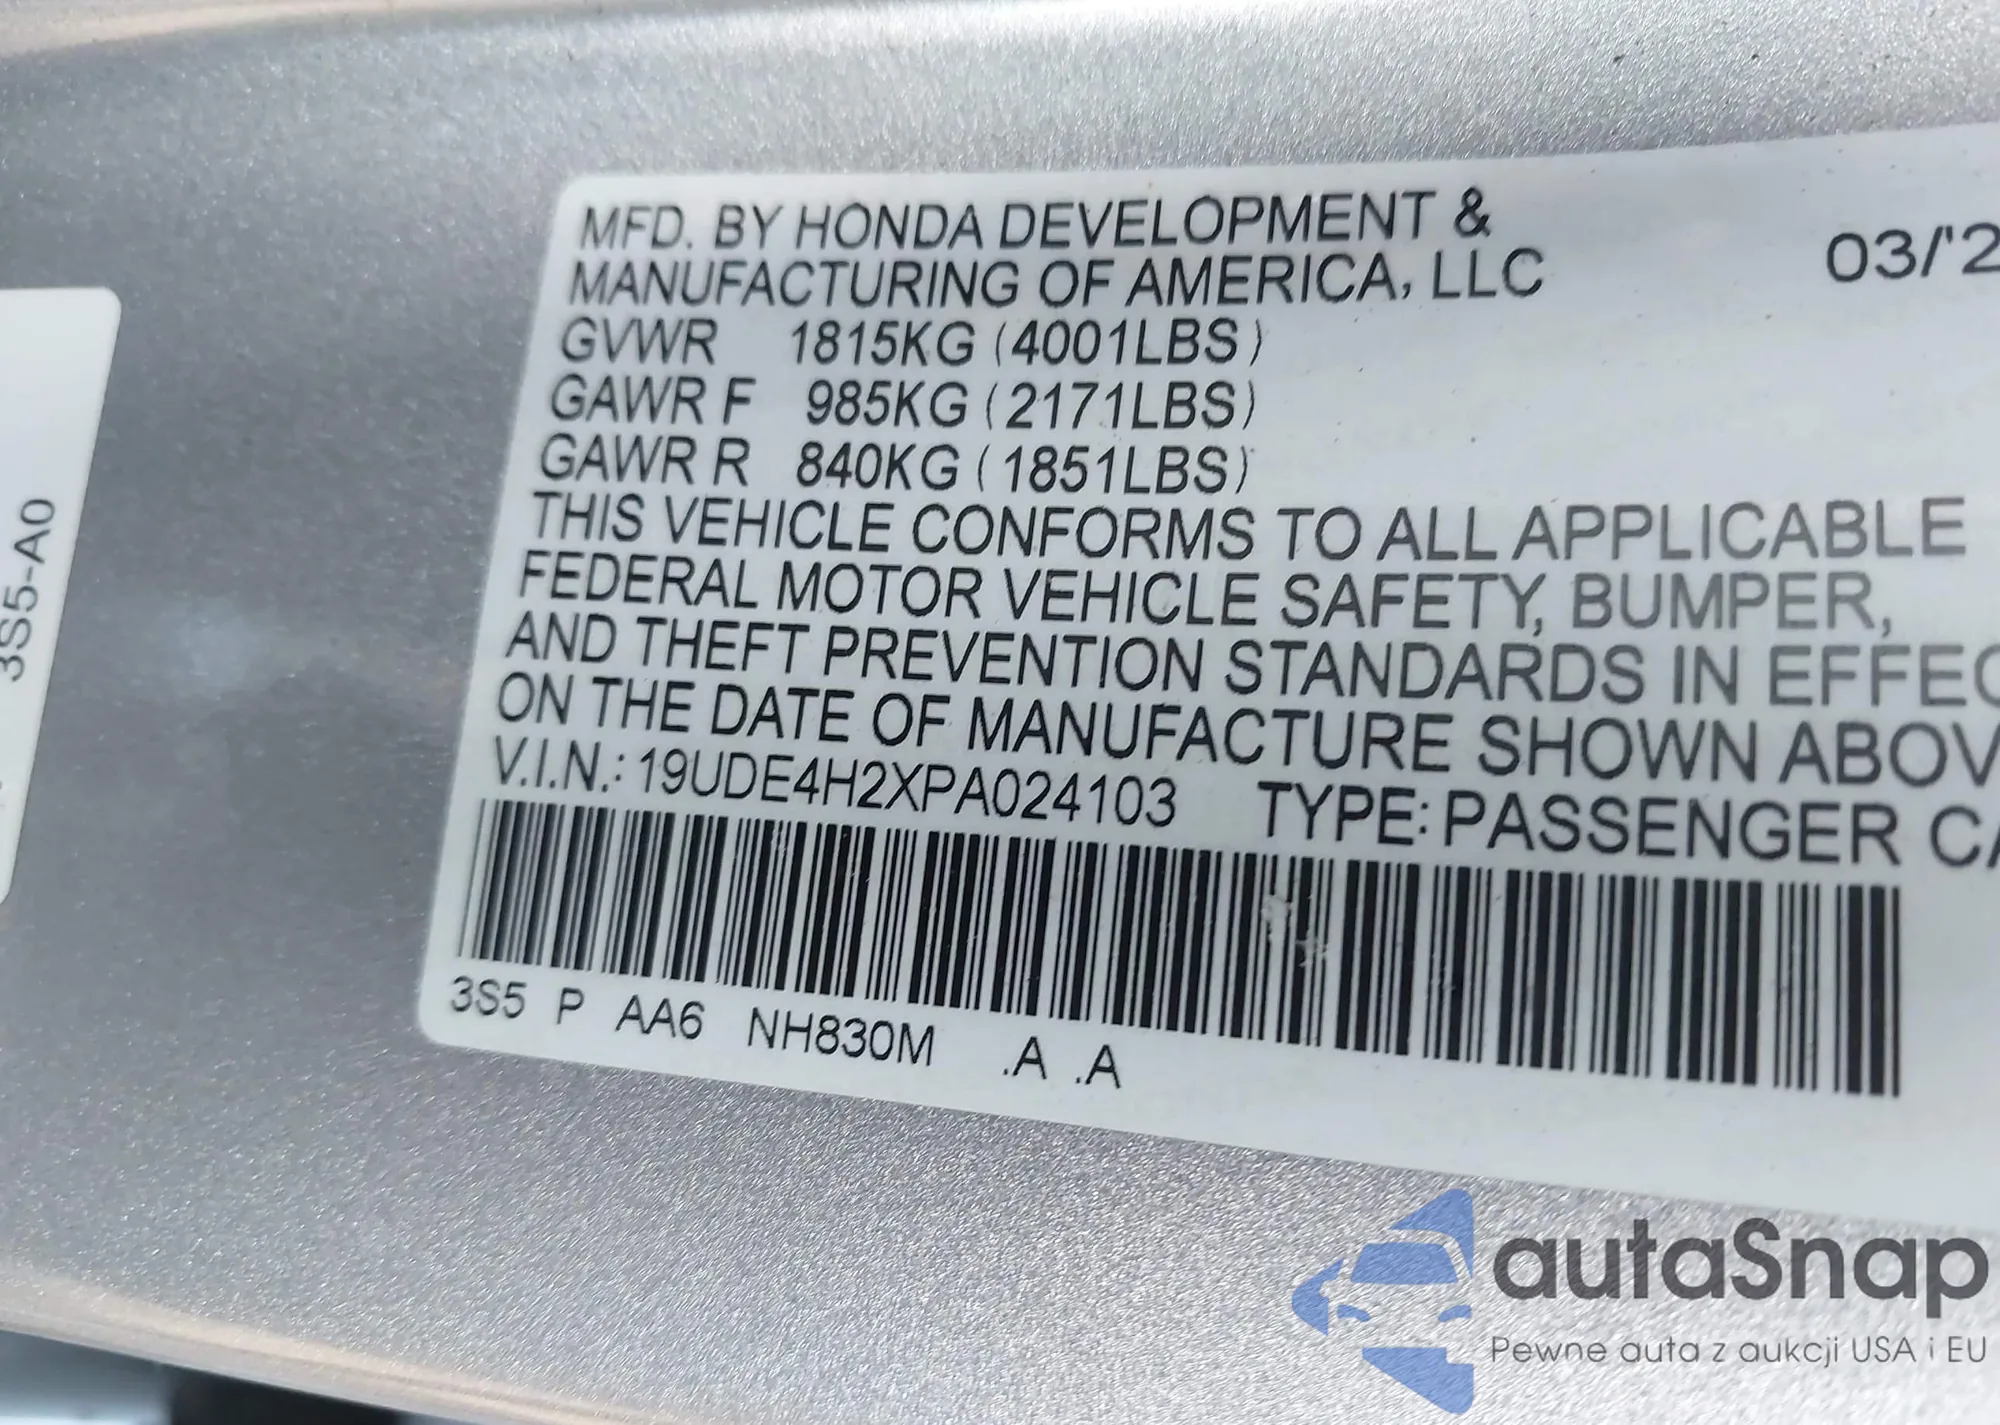 MFD. BY HONDA DEVELOPMENT &
MANUFACTURING OF AMERICA, LLC
03/'2
GVWR 1815KG (4001LBS)
GAWR F 985KG (2171LBS)
GAWR R 840KG (1851LBS)
THIS VEHICLE CONFORMS TO ALL APPLICABLE
FEDERAL MOTOR VEHICLE SAFETY, BUMPER,
AND THEFT PREVENTION STANDARDS IN EFFEC
ON THE DATE OF MANUFACTURE SHOWN ABOV
V.I.N.: 19UDE4H2XPA024103 TYPE: PASSENGER CA
3S5 P AA6 NH830M .A .A
3S5-A0
autaSnap
Pewne auta z aukcji USA i EU